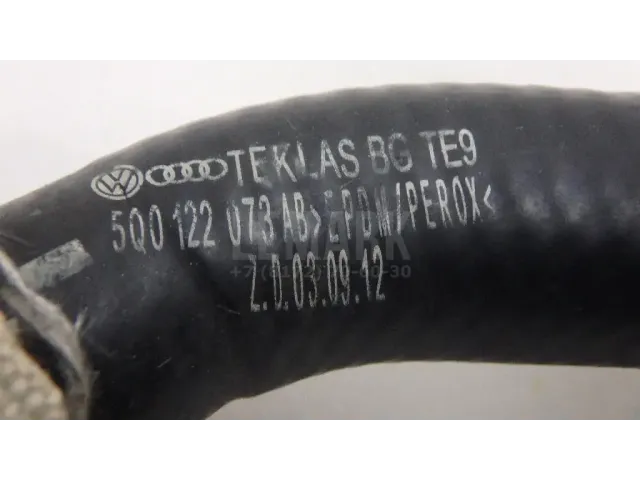 TEKLAS BG TE9
5Q0 122 073 AB >EPDM/PEROX<
Z.D.03.09.12